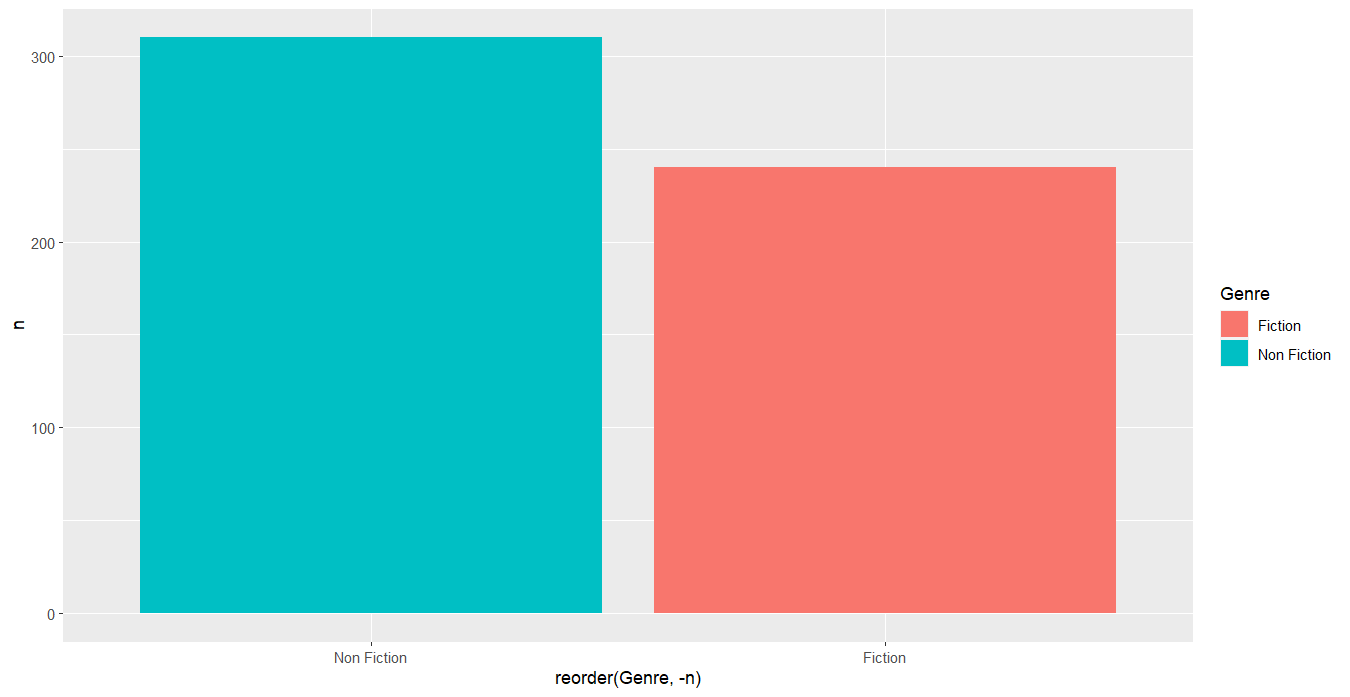 300
200
100
0
n
Non Fiction
Fiction
reorder(Genre, -n)
Genre
Fiction
Non Fiction